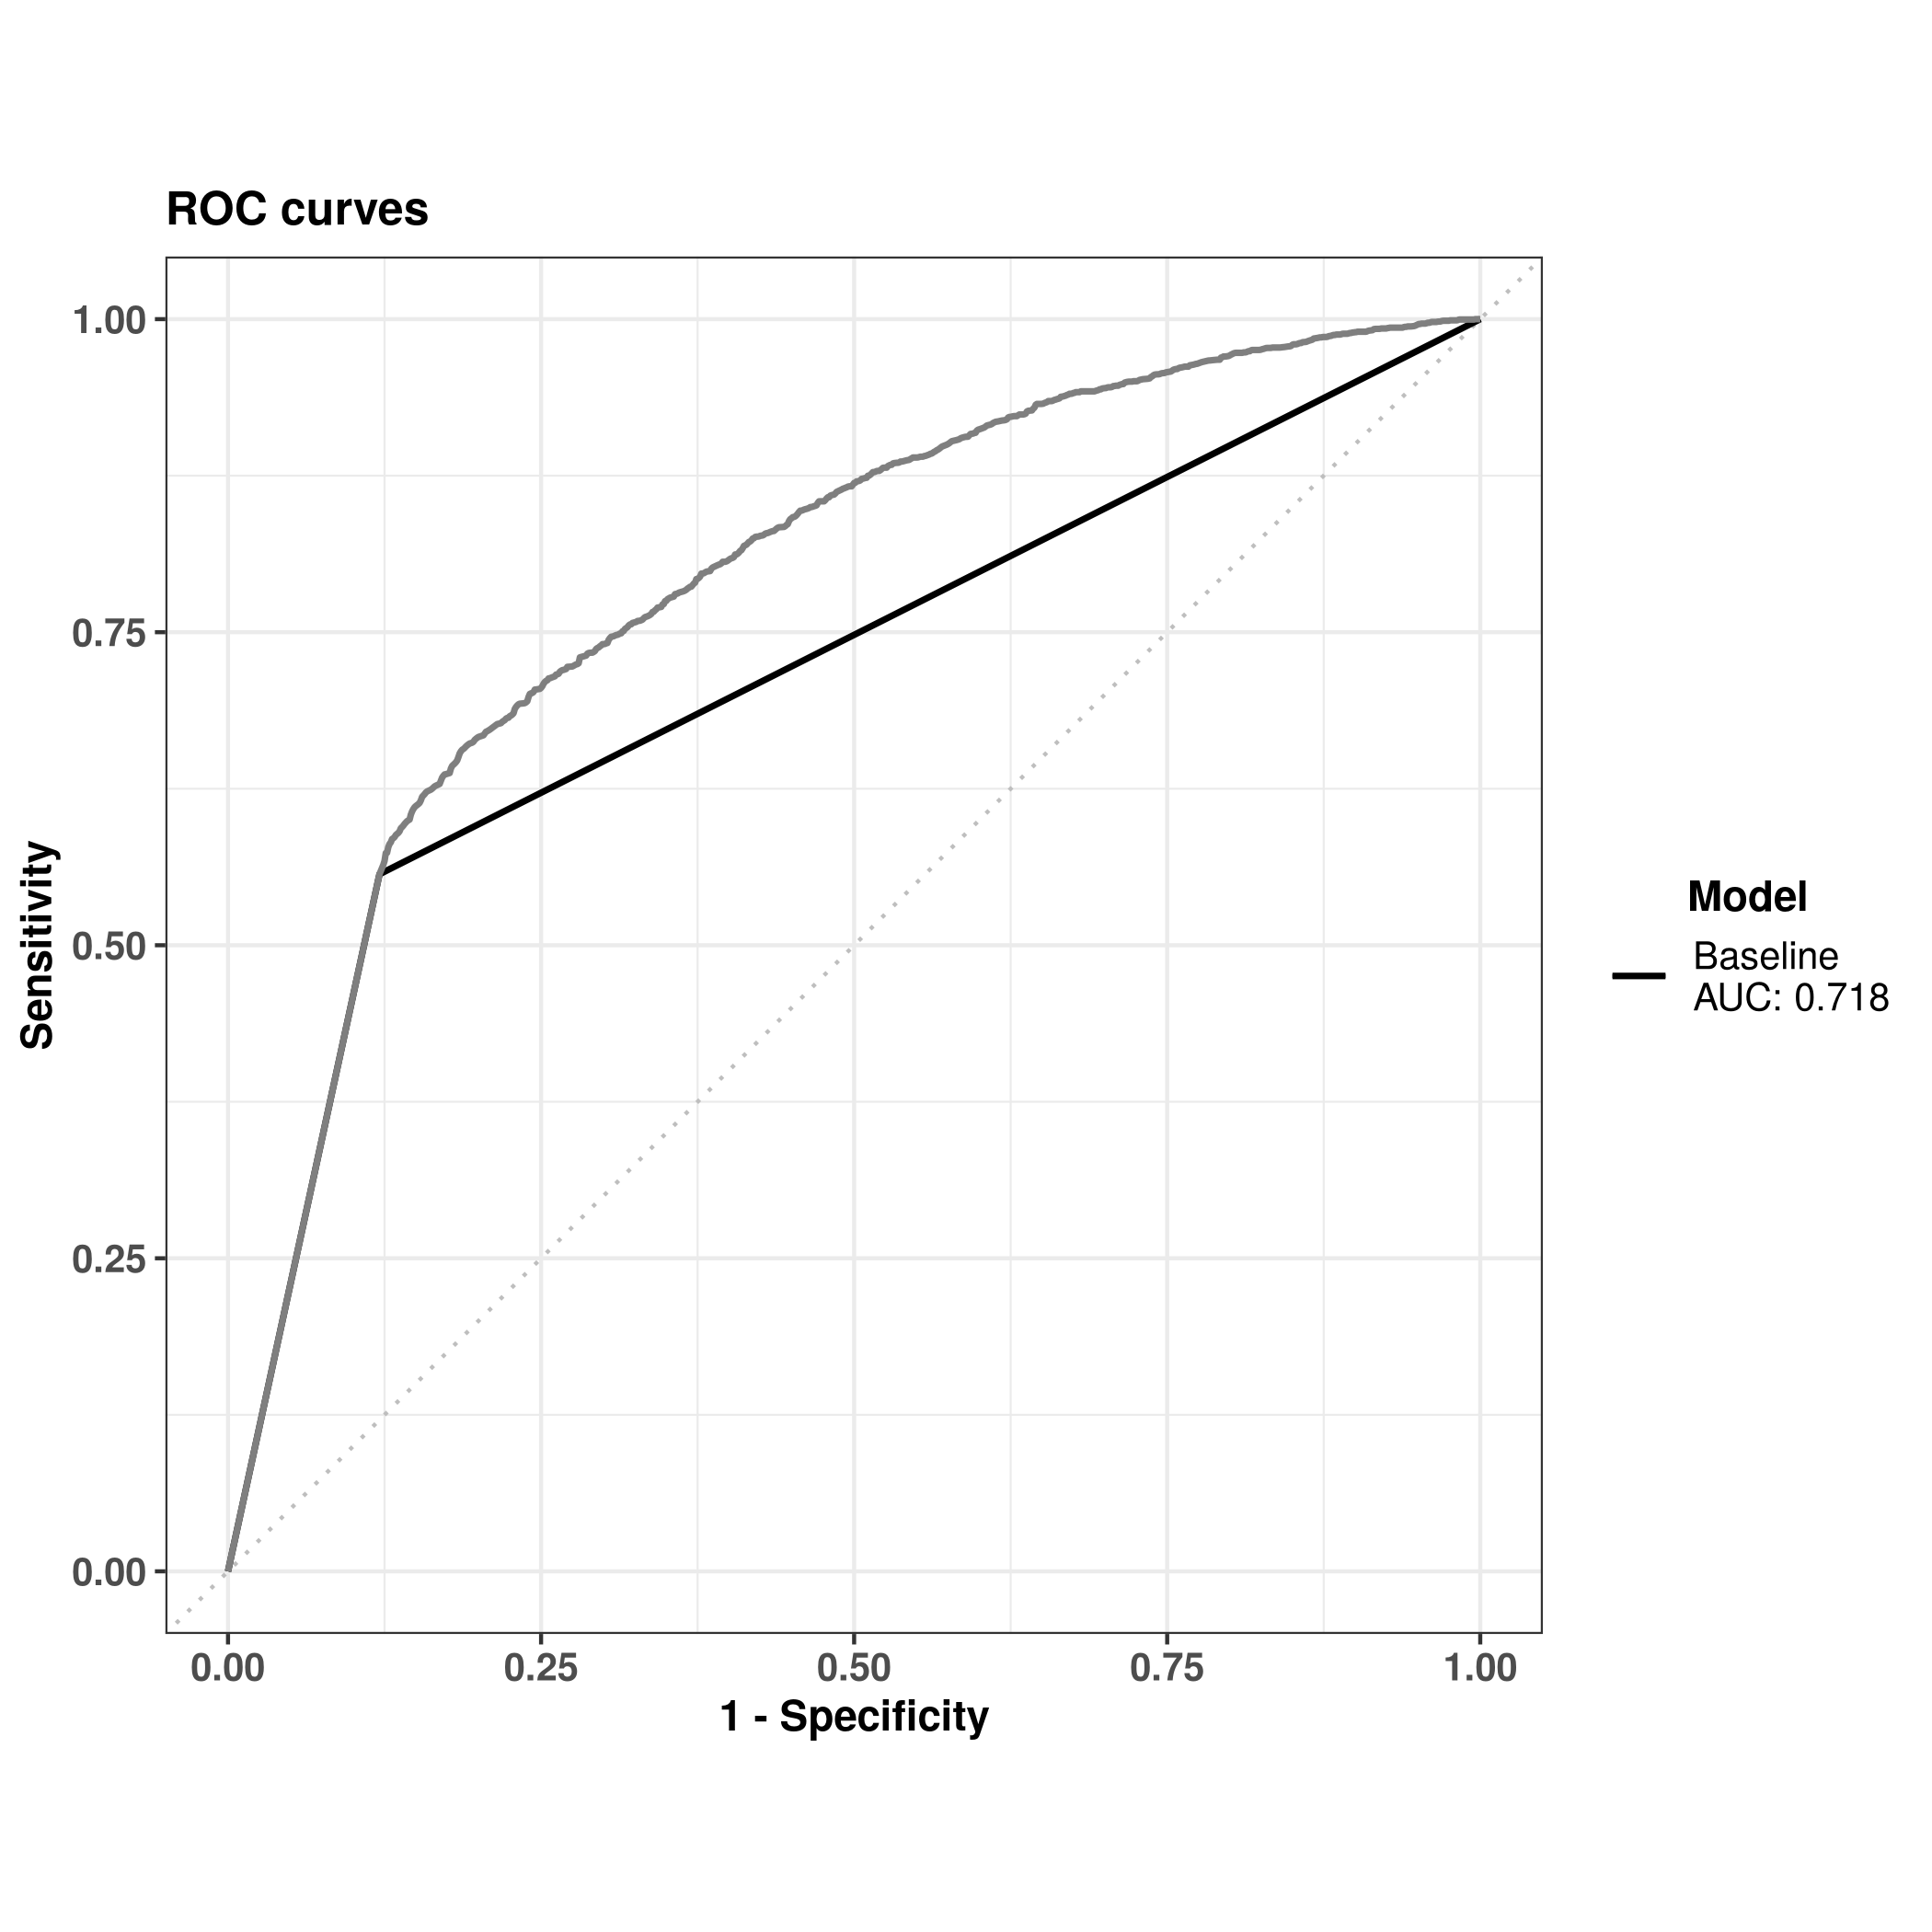 ROC curves
1.00
0.75
0.50
0.25
0.00
Sensitivity
0.00 0.25 0.50 0.75 1.00
1 - Specificity
Model
Baseline
AUC: 0.718